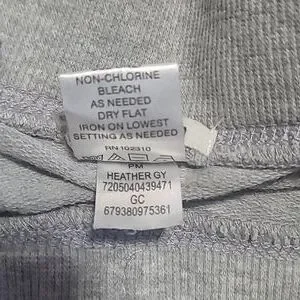 NON-CHLORINE
BLEACH
AS NEEDED
DRY FLAT
IRON ON LOWEST
SETTING AS NEEDED
RN 102310
PM
HEATHER GY
7205040439471
GC
679380975361